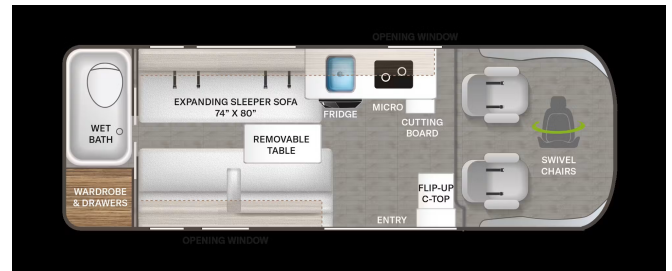 OPENING WINDOW
EXPANDING SLEEPER SOFA
74" X 80"
FRIDGE
MICRO
CUTTING
BOARD
WET
BATH
REMOVABLE
TABLE
SWIVEL
CHAIRS
WARDROBE
& DRAWERS
FLIP-UP
C-TOP
ENTRY
OPENING WINDOW